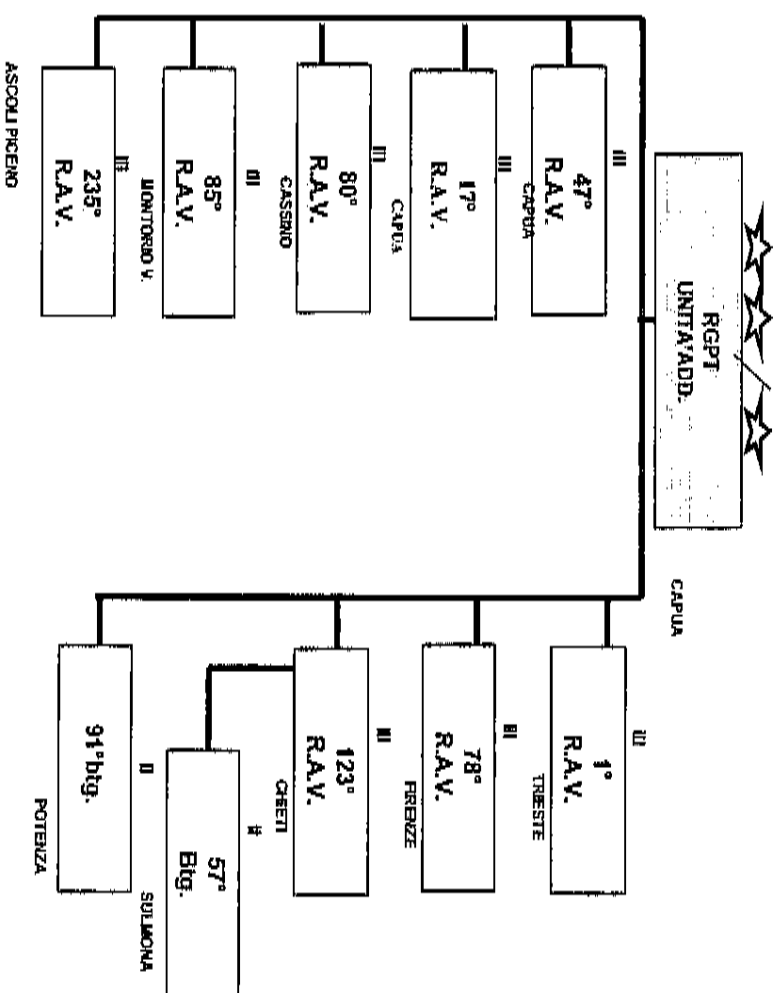 RGPT
UNITA'ADD.
CAPUA
III
47°
R.A.V.
CAPUA
III
17°
R.A.V.
CAPUA
III
80°
R.A.V.
CASSINO
III
85°
R.A.V.
MONTORIO V.
III
235°
R.A.V.
ASCOLI PICENO
III
1°
R.A.V.
TRIESTE
III
78°
R.A.V.
FIRENZE
III
123°
R.A.V.
CHIETI
II
57°
Btg.
SULMONA
II
91°btg.
POTENZA